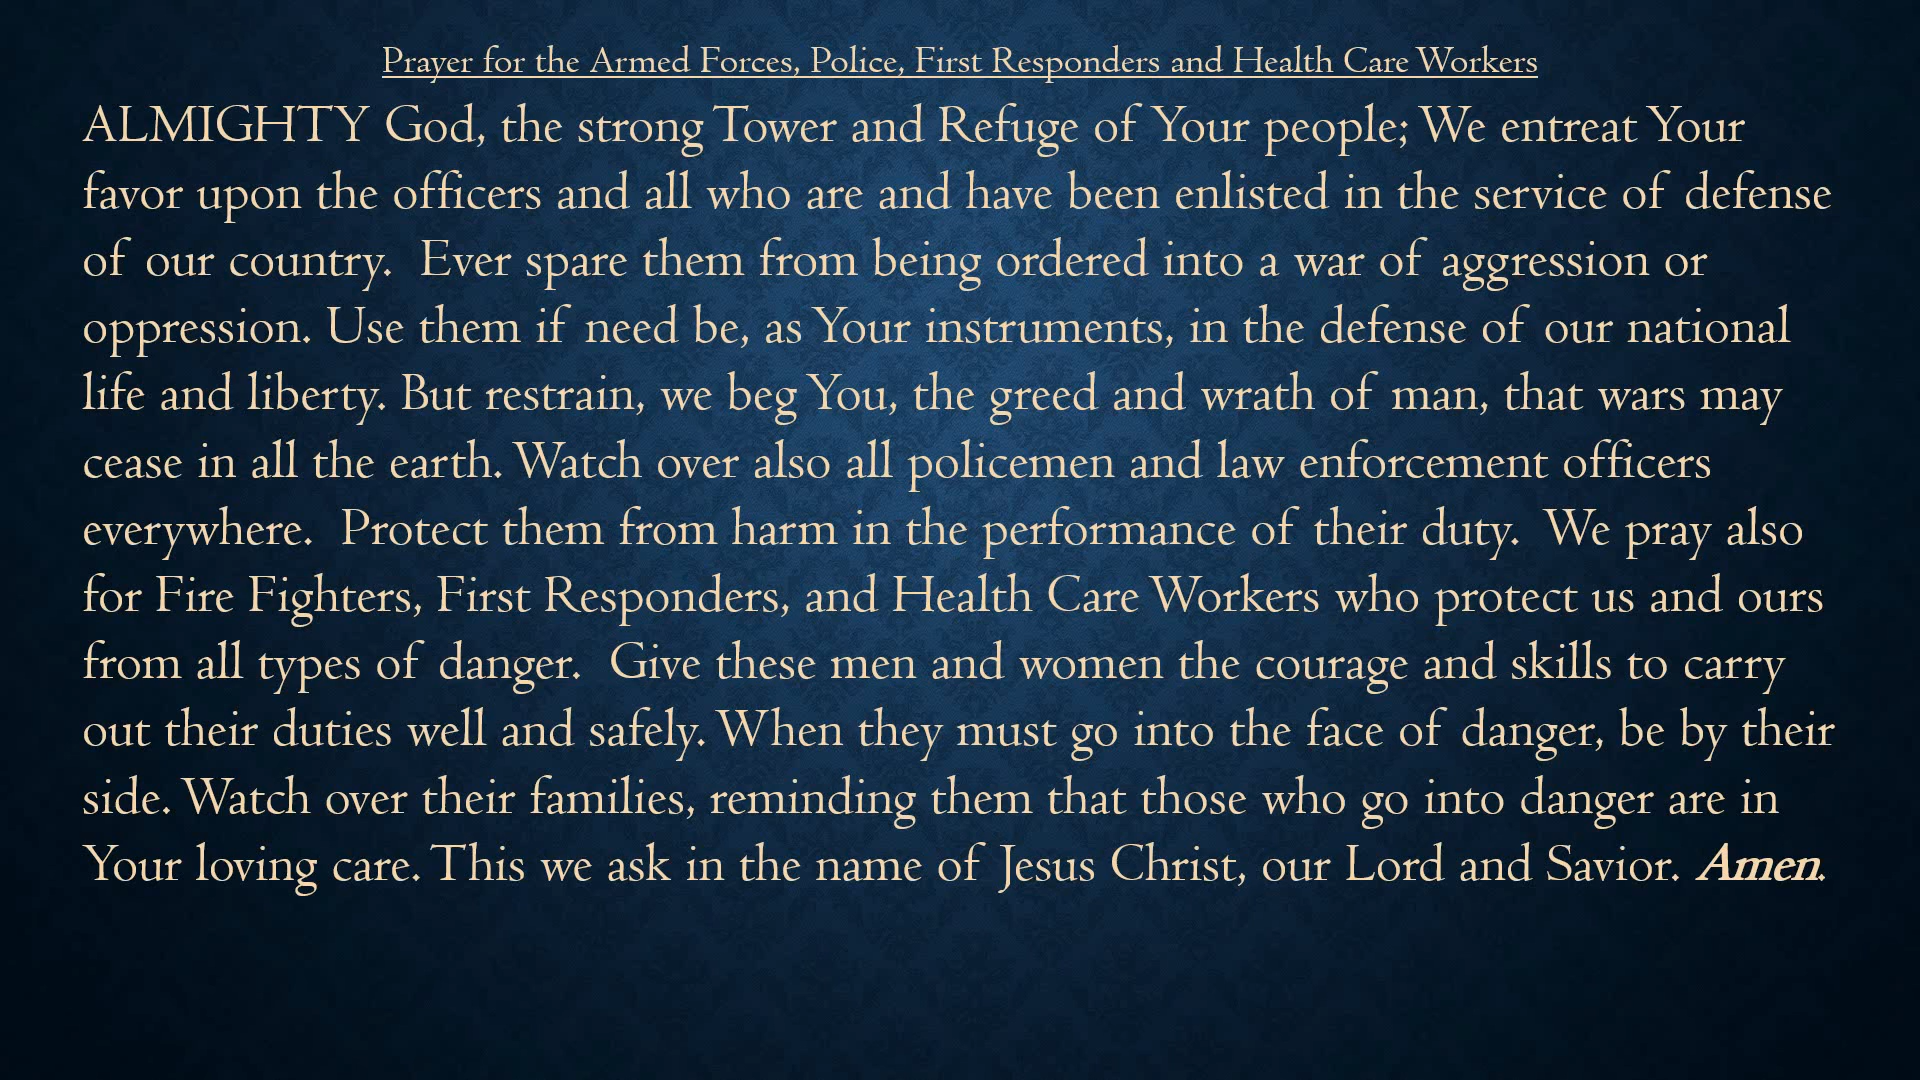 Prayer for the Armed Forces, Police, First Responders and Health Care Workers
ALMIGHTY God, the strong Tower and Refuge of Your people; We entreat Your
favor upon the officers and all who are and have been enlisted in the service of defense
of our country.  Ever spare them from being ordered into a war of aggression or
oppression. Use them if need be, as Your instruments, in the defense of our national
life and liberty. But restrain, we beg You, the greed and wrath of man, that wars may
cease in all the earth. Watch over also all policemen and law enforcement officers
everywhere.  Protect them from harm in the performance of their duty.  We pray also
for Fire Fighters, First Responders, and Health Care Workers who protect us and ours
from all types of danger.  Give these men and women the courage and skills to carry
out their duties well and safely. When they must go into the face of danger, be by their
side. Watch over their families, reminding them that those who go into danger are in
Your loving care. This we ask in the name of Jesus Christ, our Lord and Savior. Amen.